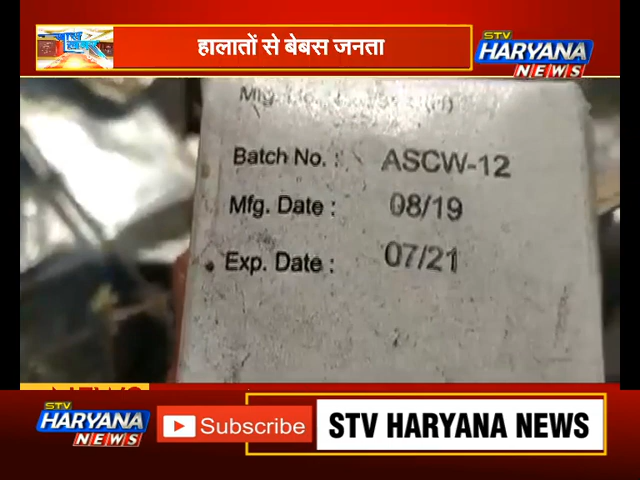 हालातों से बेबस जनता
STV
HARYANA
NEWS
Batch No. : ASCW-12
Mfg. Date : 08/19
Exp. Date : 07/21
STV
HARYANA
NEWS
Subscribe
STV HARYANA NEWS